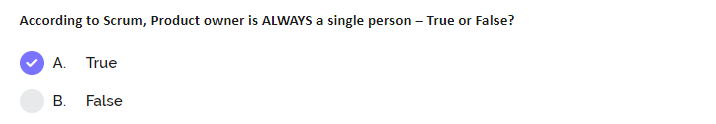 According to Scrum, Product owner is ALWAYS a single person – True or False?
A. True
B. False